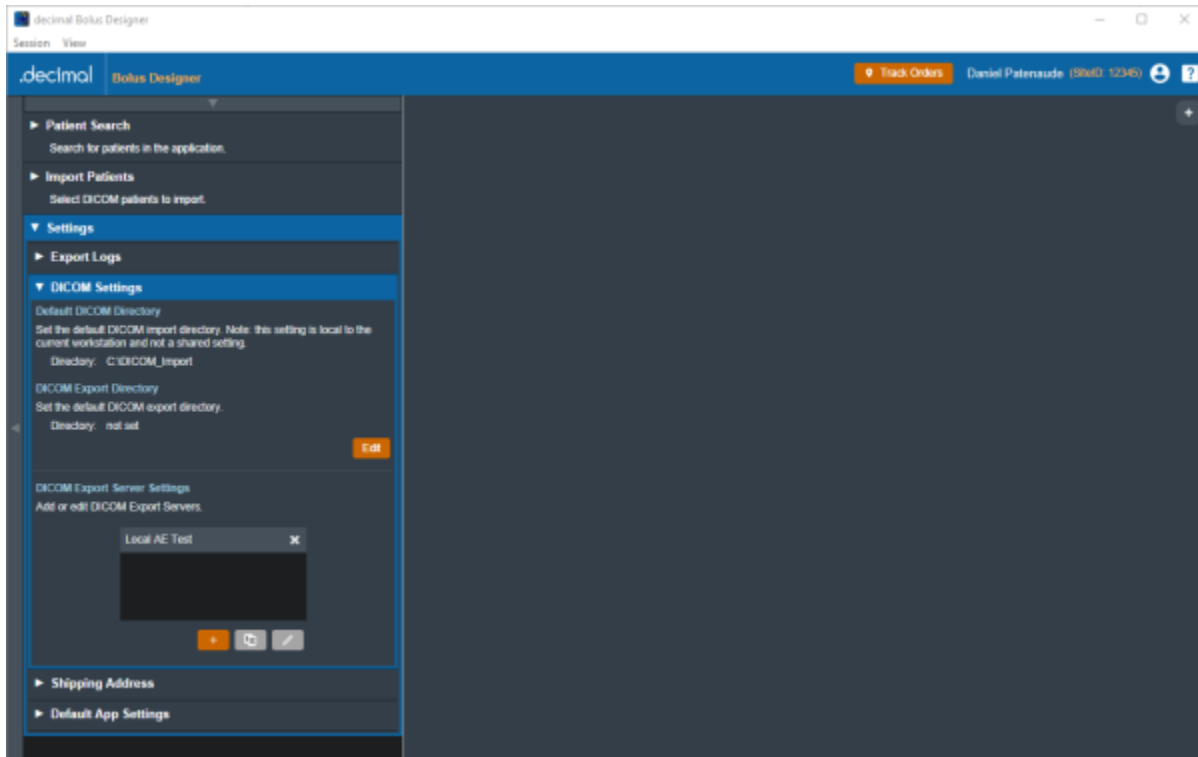 decimal Bolus Designer
Session View
.decimal Bolus Designer
Track Orders
Daniel Patenaude (SiteID: 12345)
?
Patient Search
Search for patients in the application.
Import Patients
Select DICOM patients to import.
Settings
Export Logs
DICOM Settings
Default DICOM Directory
Set the default DICOM import directory. Note: this setting is local to the
current workstation and not a shared setting.
Directory: C:\DICOM_Import
DICOM Export Directory
Set the default DICOM export directory.
Directory: not set
Edit
DICOM Export Server Settings
Add or edit DICOM Export Servers.
Local AE Test
Shipping Address
Default App Settings